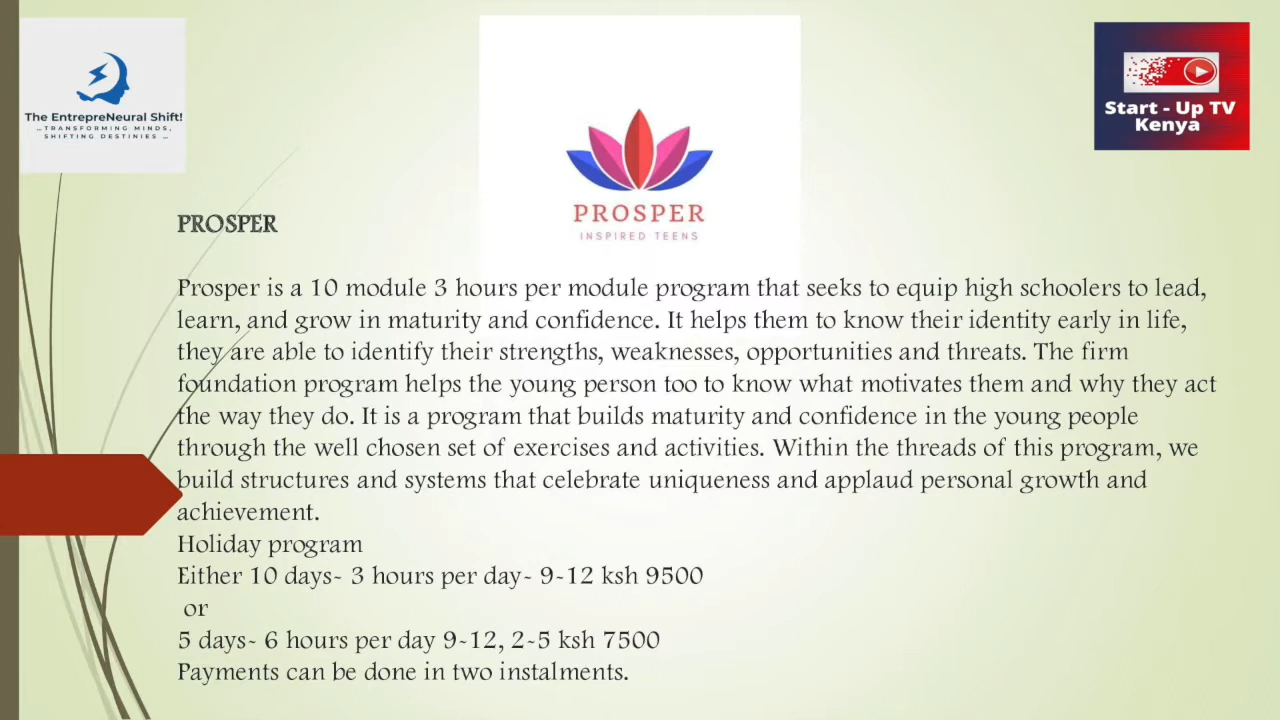 The EntrepreNeural Shift!
...TRANSFORMING MINDS,
SHIFTING DESTINIES ...
PROSPER
INSPIRED TEENS
Start - Up TV
Kenya
PROSPER
Prosper is a 10 module 3 hours per module program that seeks to equip high schoolers to lead,
learn, and grow in maturity and confidence. It helps them to know their identity early in life,
they are able to identify their strengths, weaknesses, opportunities and threats. The firm
foundation program helps the young person too to know what motivates them and why they act
the way they do. It is a program that builds maturity and confidence in the young people
through the well chosen set of exercises and activities. Within the threads of this program, we
build structures and systems that celebrate uniqueness and applaud personal growth and
achievement.
Holiday program
Either 10 days- 3 hours per day- 9-12 ksh 9500
or
5 days- 6 hours per day 9-12, 2-5 ksh 7500
Payments can be done in two instalments.